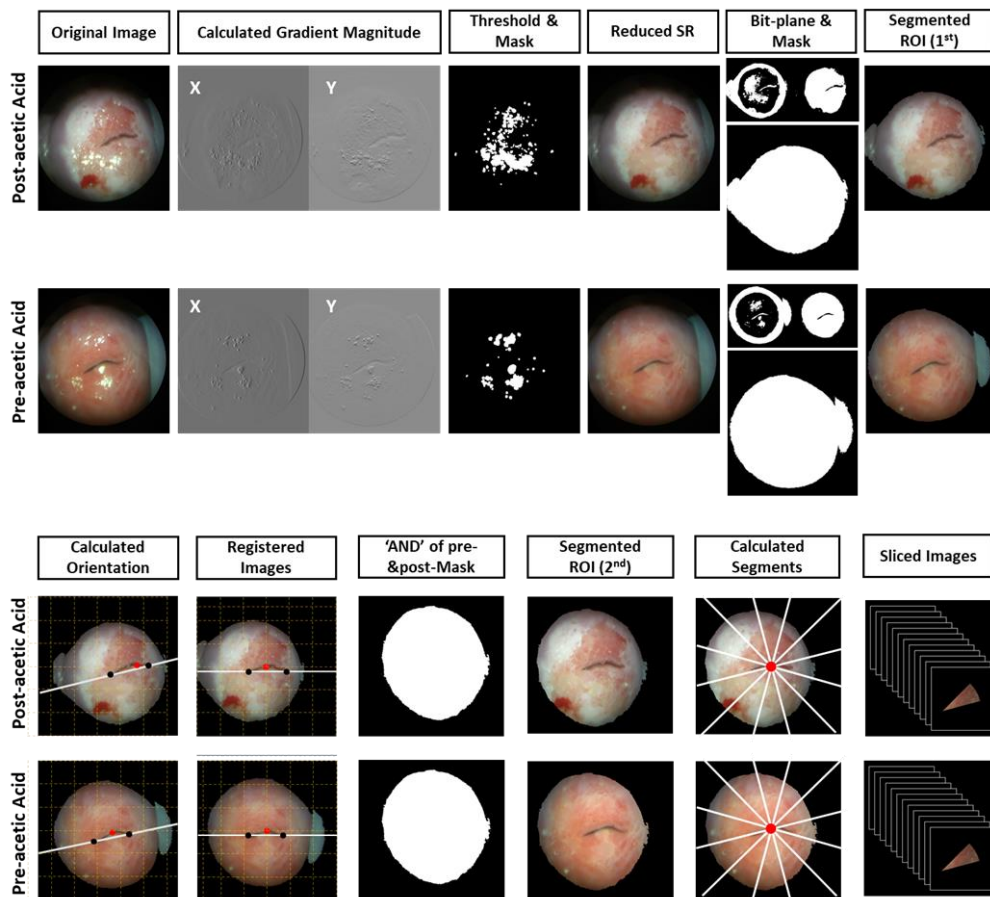 Original Image
Calculated Gradient Magnitude
Threshold &
Mask
Reduced SR
Bit-plane &
Mask
Segmented
ROI (1st)
Post-acetic Acid
X
Y
Pre-acetic Acid
X
Y
Calculated
Orientation
Registered
Images
‘AND’ of pre-
&post-Mask
Segmented
ROI (2nd)
Calculated
Segments
Sliced Images
Post-acetic Acid
Pre-acetic Acid